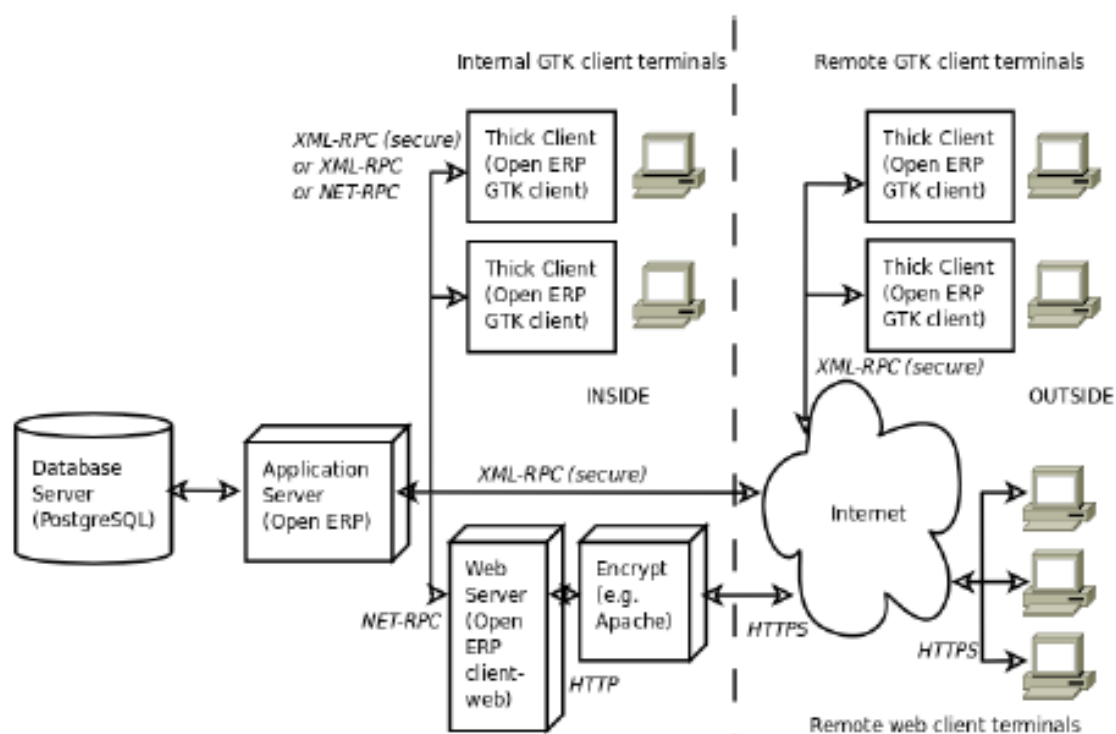 Internal GTK client terminals
Remote GTK client terminals
XML-RPC (secure)
or XML-RPC
or NET-RPC
Thick Client
(Open ERP
GTK client)
Thick Client
(Open ERP
GTK client)
Thick Client
(Open ERP
GTK client)
Thick Client
(Open ERP
GTK client)
XML-RPC (secure)
INSIDE
OUTSIDE
Database
Server
(PostgreSQL)
Application
Server
(Open ERP)
XML-RPC (secure)
Internet
Web
Server
(Open
ERP
client-
web)
Encrypt
(e.g.
Apache)
NET-RPC
HTTP
HTTPS
HTTPS
Remote web client terminals